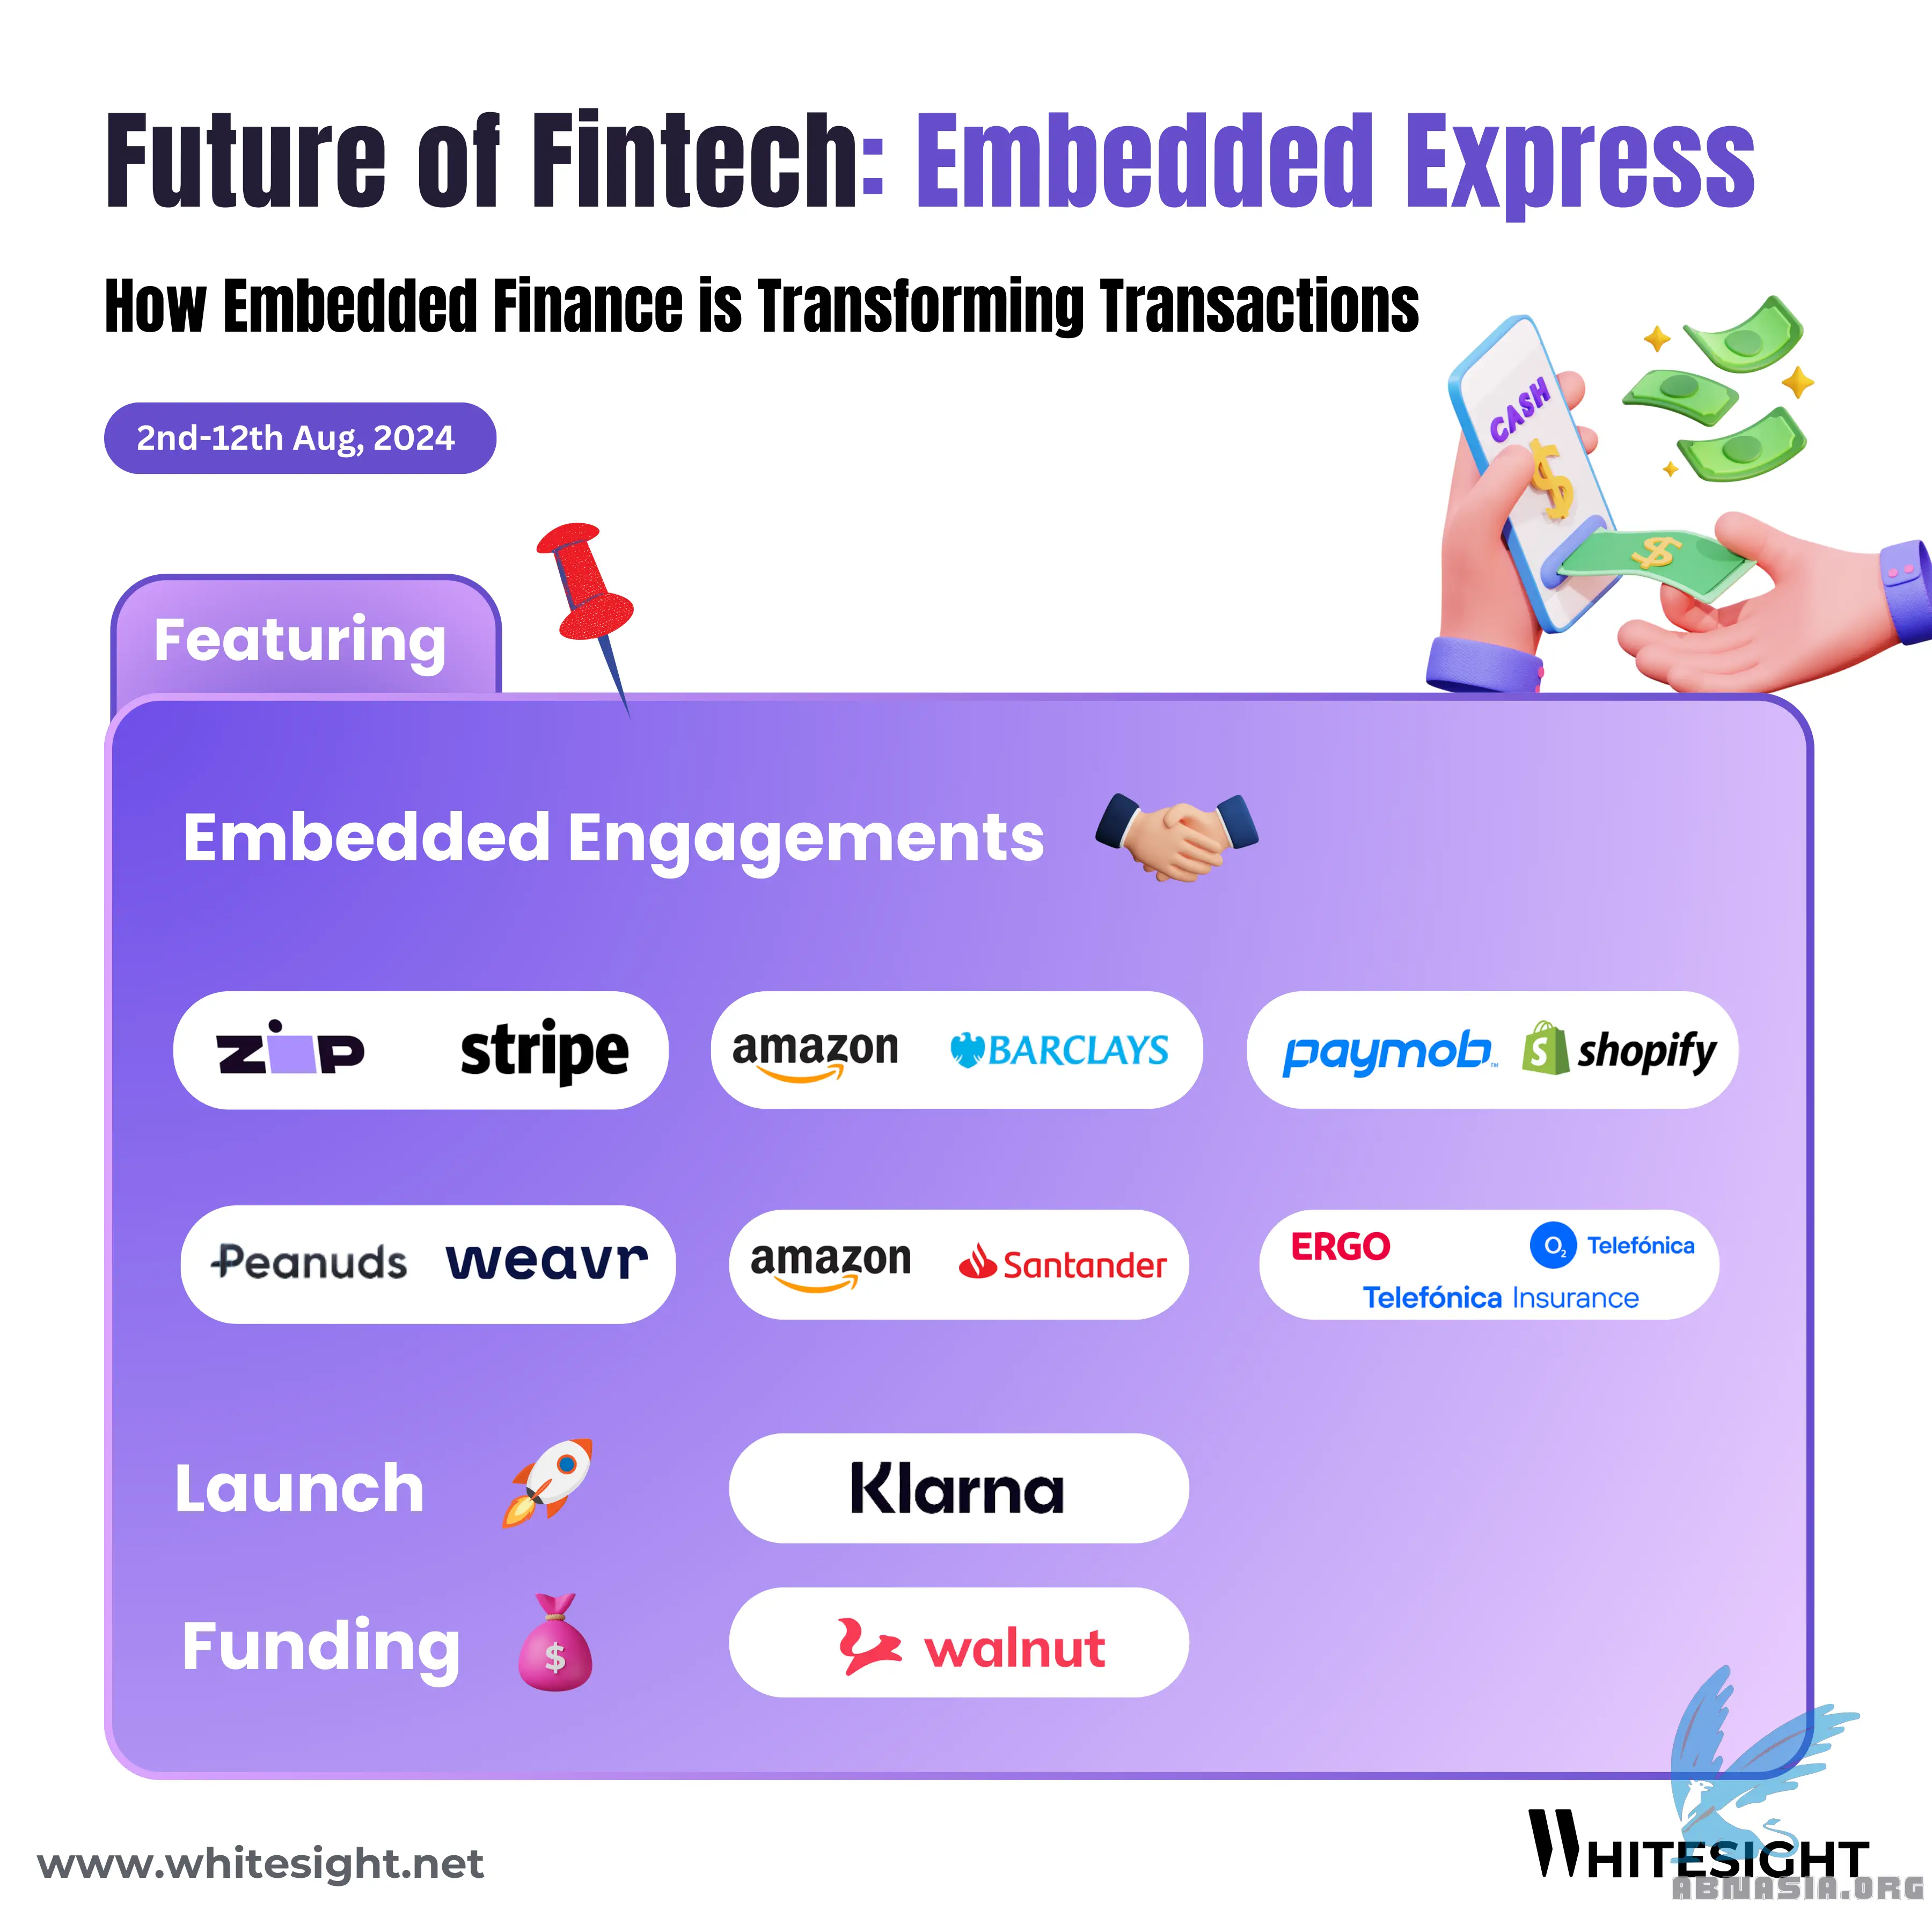 Future of Fintech: Embedded Express
How Embedded Finance is Transforming Transactions
2nd-12th Aug, 2024
CASH
$
$
Featuring
Embedded Engagements
zip stripe
amazon BARCLAYS
paymob™ S shopify
Peanuds weavr
amazon Santander
ERGO O2 Telefónica
Telefónica Insurance
Launch
Klarna
Funding
$
walnut
www.whitesight.net
WHITESIGHT
ABNASIA.ORG